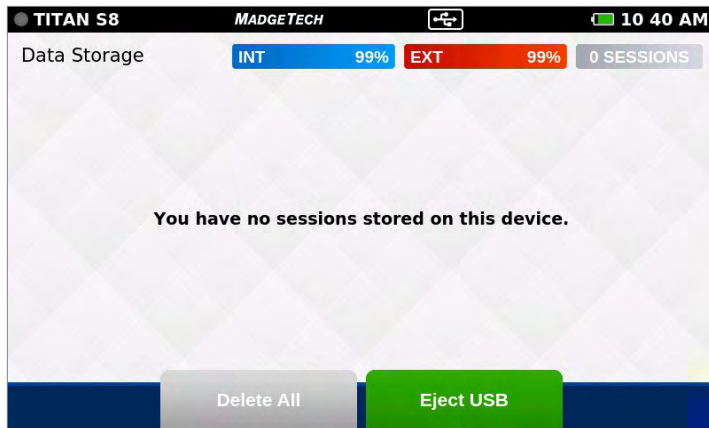 TITAN S8 MADGETECH 10 40 AM
Data Storage INT 99% EXT 99% 0 SESSIONS
You have no sessions stored on this device.
Delete All Eject USB